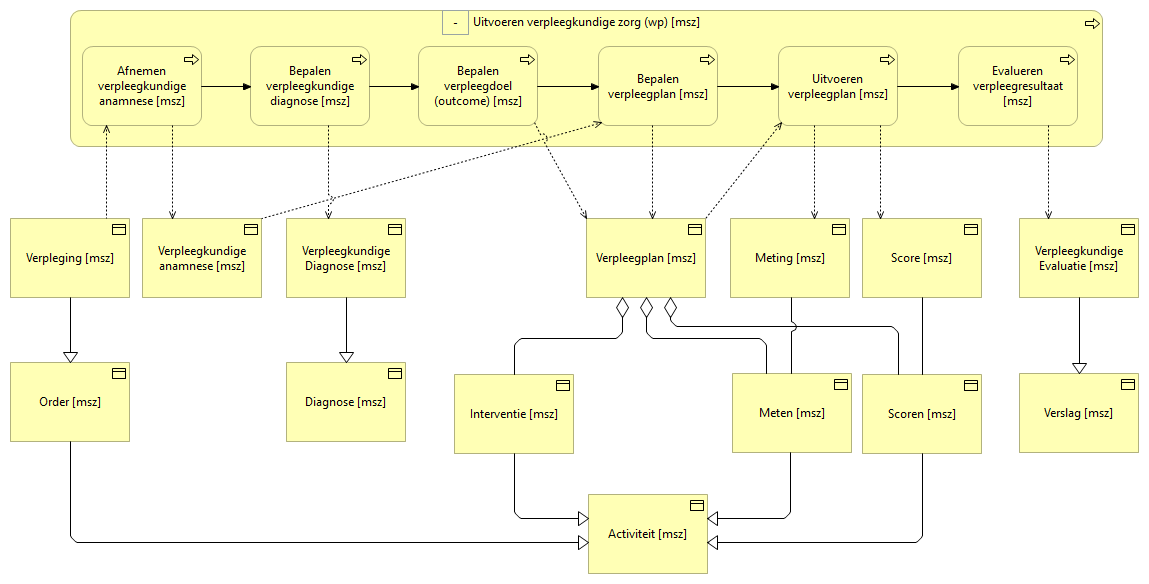 - Uitvoeren verpleegkundige zorg (wp) [msz]
Afnemen
verpleegkundige
anamnese [msz]
Bepalen
verpleegkundige
diagnose [msz]
Bepalen
verpleegdoel
(outcome) [msz]
Bepalen
verpleegplan [msz]
Uitvoeren
verpleegplan [msz]
Evalueren
verpleegresultaat
[msz]
Verpleging [msz]
Verpleegkundige
anamnese [msz]
Verpleegkundige
Diagnose [msz]
Verpleegplan [msz]
Meting [msz]
Score [msz]
Verpleegkundige
Evaluatie [msz]
Order [msz]
Diagnose [msz]
Interventie [msz]
Meten [msz]
Scoren [msz]
Verslag [msz]
Activiteit [msz]